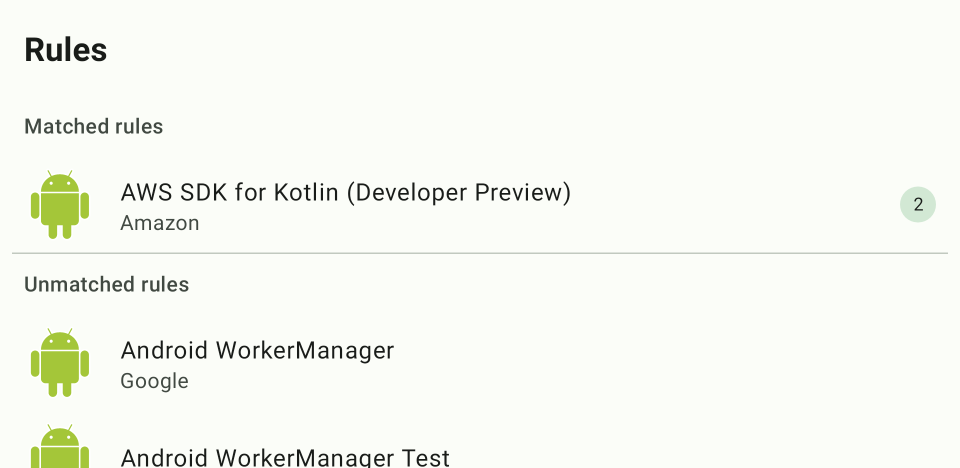 Rules
Matched rules
AWS SDK for Kotlin (Developer Preview)
Amazon
2
Unmatched rules
Android WorkerManager
Google
Android WorkerManager Test